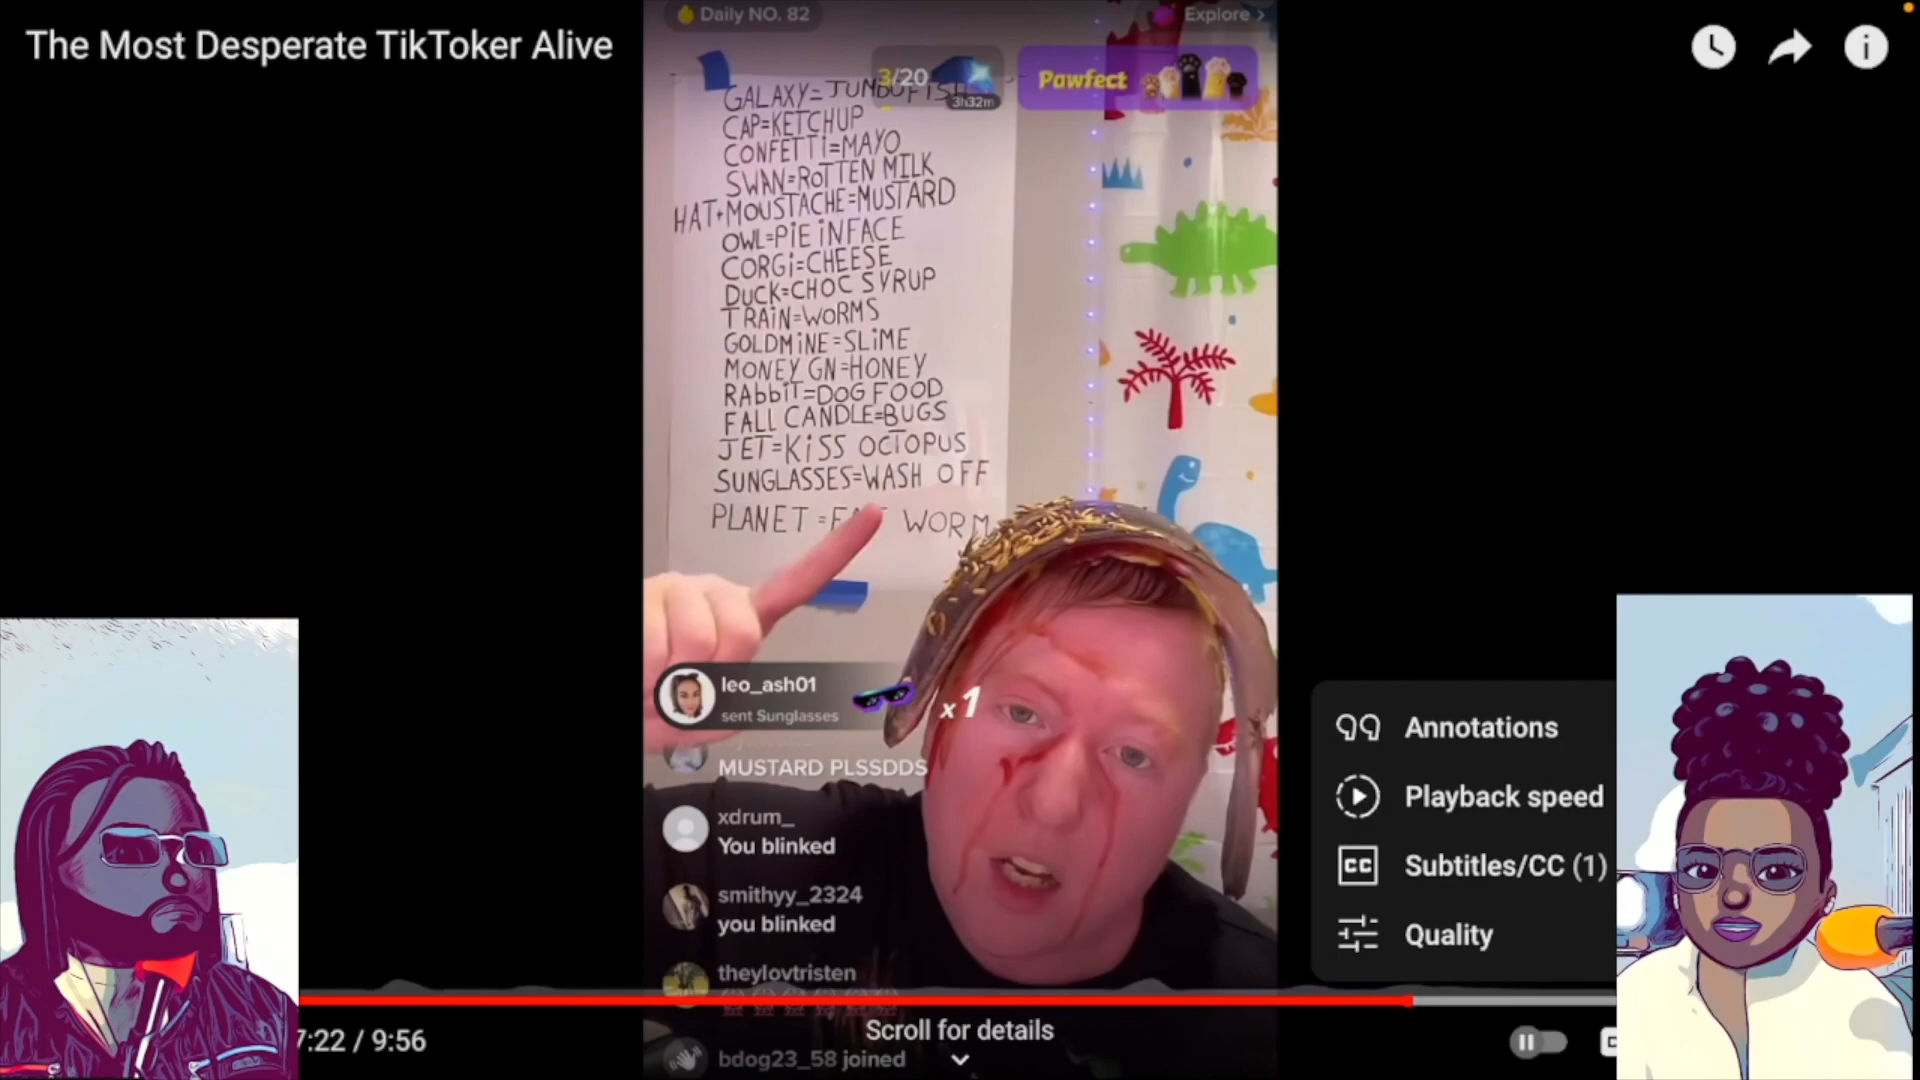 The Most Desperate TikToker Alive
Daily NO. 82
Explore >
3/20
3h32m
Pawfect
GALAXY=
CAP=KETCHUP
CONFETTi=MAYO
SWAN=RoTTEN MILK
HAT+MOUSTACHE=MUSTARD
OWL=PiE iN FACE
CORGi=CHEESE
DUCK=CHOC SYRUP
TRAiN=WORMS
GOLDMiNE=SLiME
MONEY GN=HONEY
RAbbiT=DOG FOOD
FALL CANDLE=BUGS
JET=KiSS OCTOPUS
SUNGLASSES=WASH OFF
PLANET = WORM
leo_ash01
sent Sunglasses
x1
MUSTARD PLSSDDS
xdrum_
You blinked
smithyy_2324
you blinked
theylovtristen
bdog23_58 joined
Scroll for details
Annotations
Playback speed
Subtitles/CC (1)
Quality
7:22 / 9:56